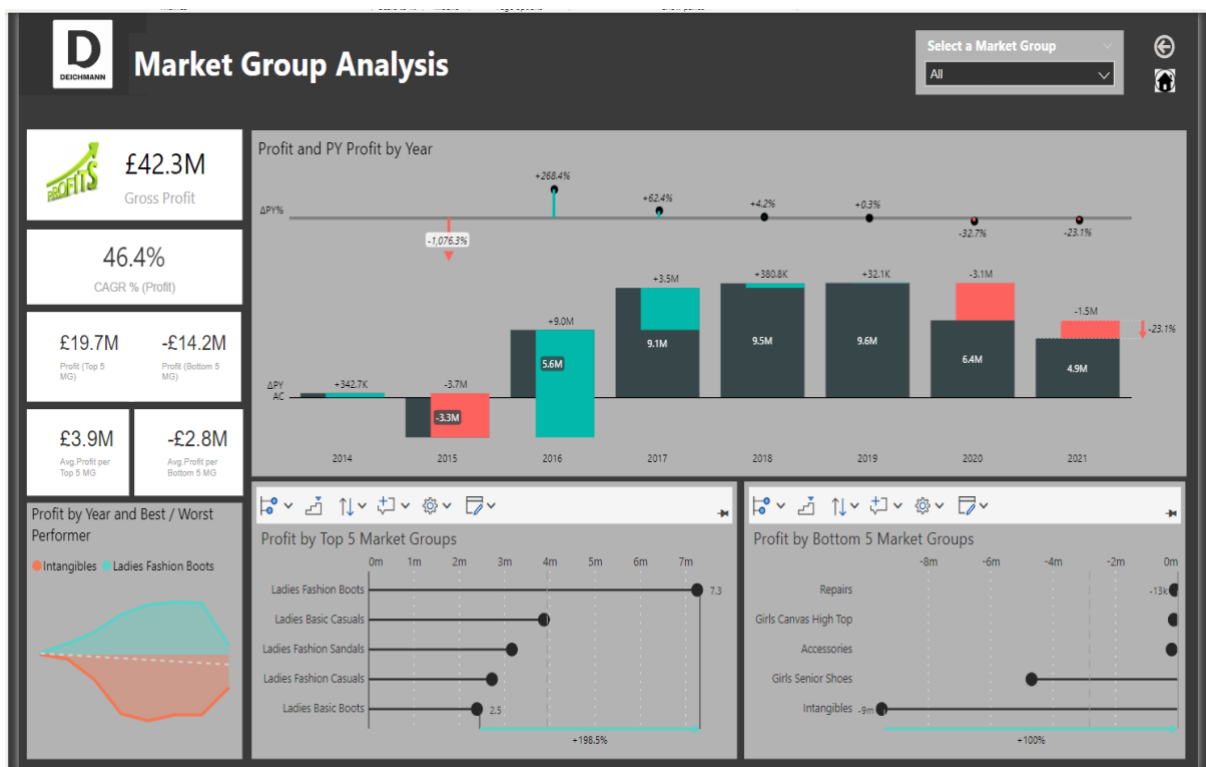 D
DEICHMANN
Market Group Analysis
Select a Market Group
All
PROFITS
£42.3M
Gross Profit
46.4%
CAGR % (Profit)
£19.7M
Profit (Top 5
MG)
-£14.2M
Profit (Bottom 5
MG)
£3.9M
Avg.Profit per
Top 5 MG
-£2.8M
Avg.Profit per
Bottom 5 MG
Profit and PY Profit by Year
ΔPY%
-1,076.3%
+268.4%
+62.4%
+4.2%
+0.3%
-32.7%
-23.1%
ΔPY
AC
+342.7K
-3.7M
+9.0M
+3.5M
+380.8K
+32.1K
-3.1M
-1.5M
-23.1%
-3.3M
5.6M
9.1M
9.5M
9.6M
6.4M
4.9M
2014 2015 2016 2017 2018 2019 2020 2021
Profit by Year and Best / Worst
Performer
Intangibles Ladies Fashion Boots
Profit by Top 5 Market Groups
0m 1m 2m 3m 4m 5m 6m 7m
Ladies Fashion Boots 7.3
Ladies Basic Casuals
Ladies Fashion Sandals
Ladies Fashion Casuals
Ladies Basic Boots 2.5
+198.5%
Profit by Bottom 5 Market Groups
-8m -6m -4m -2m 0m
Repairs -13k
Girls Canvas High Top
Accessories
Girls Senior Shoes
Intangibles -9m
+100%